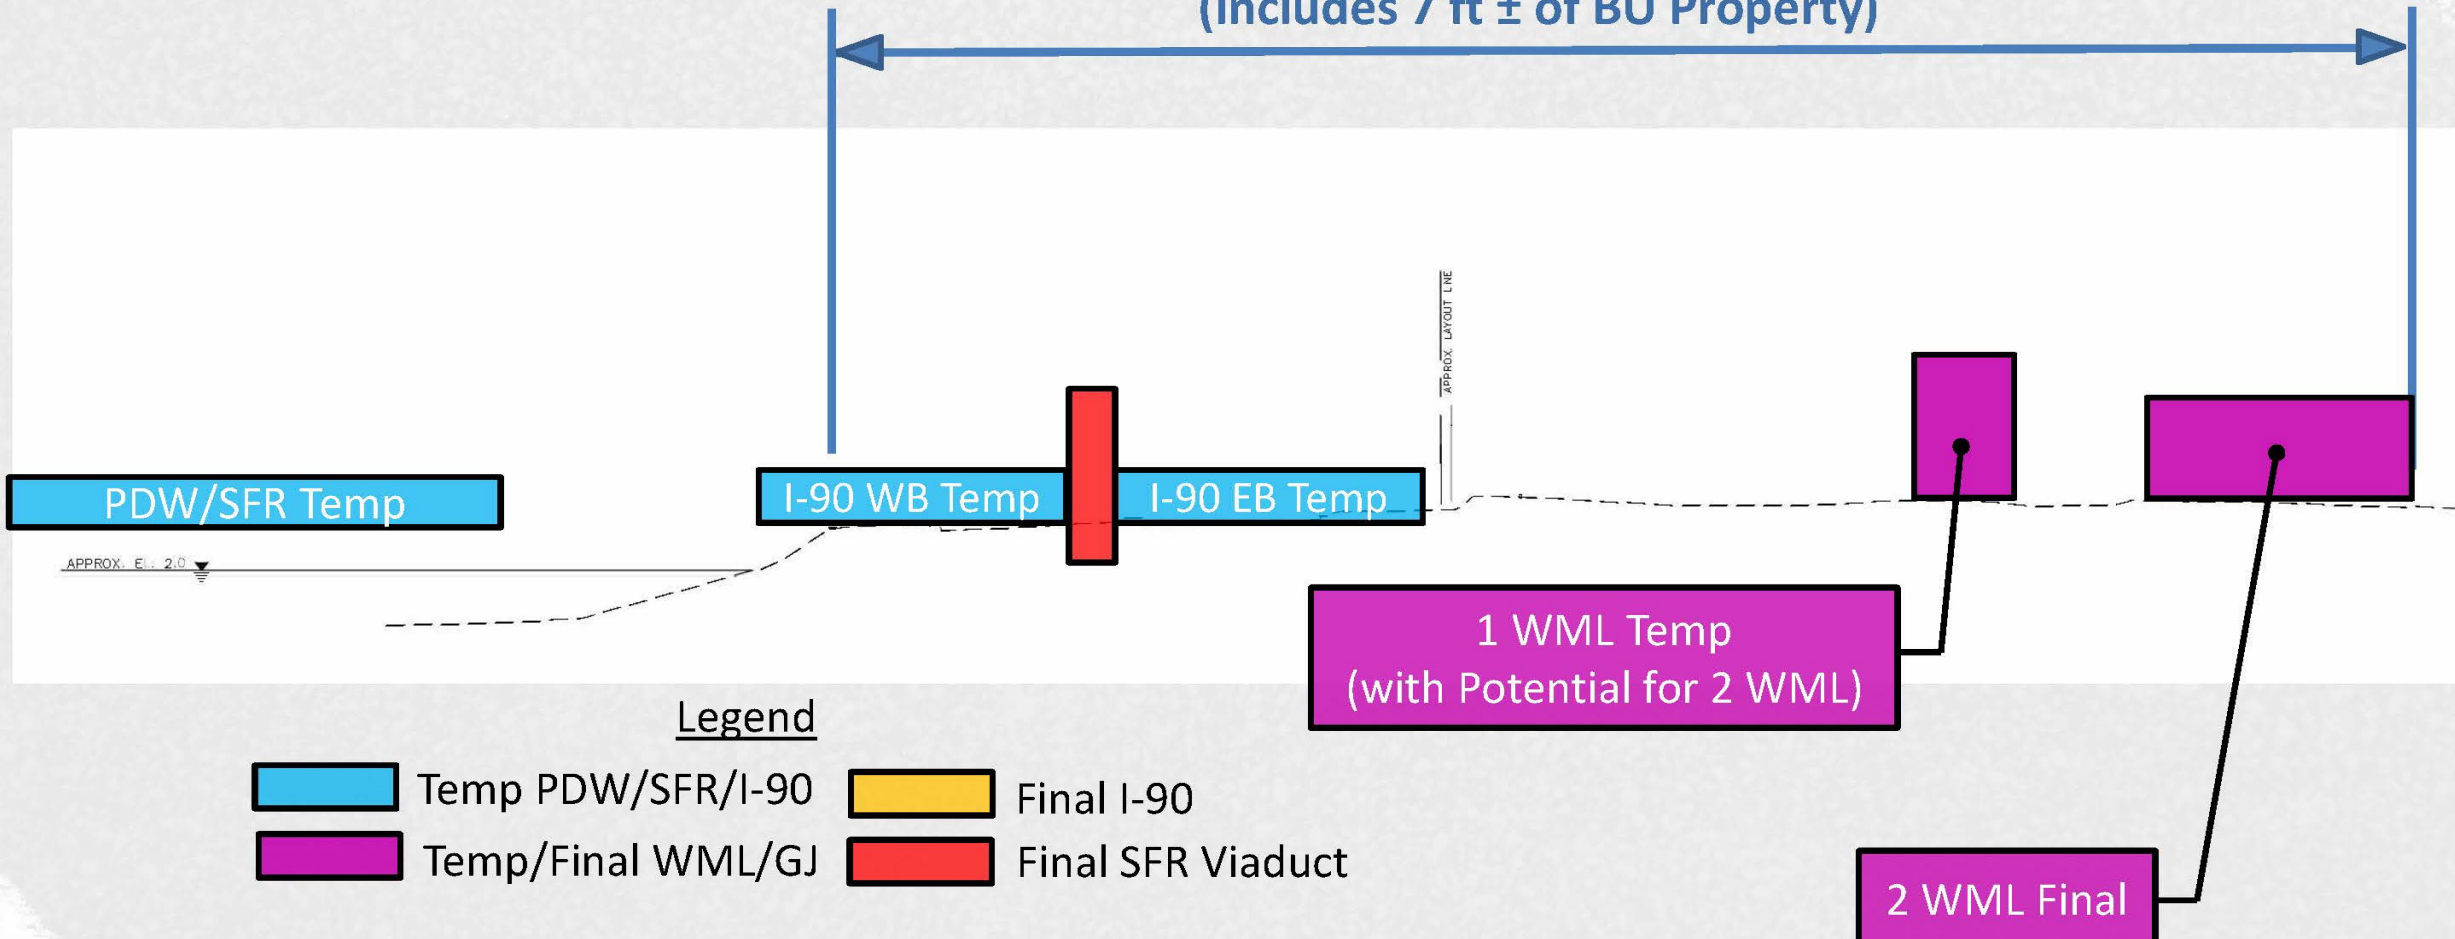 (Includes 7 ft ± of BU Property)
APPROX. LAYOUT LINE
PDW/SFR Temp
I-90 WB Temp
I-90 EB Temp
APPROX. EL. 2.0
1 WML Temp
(with Potential for 2 WML)
Legend
Temp PDW/SFR/I-90
Final I-90
Temp/Final WML/GJ
Final SFR Viaduct
2 WML Final